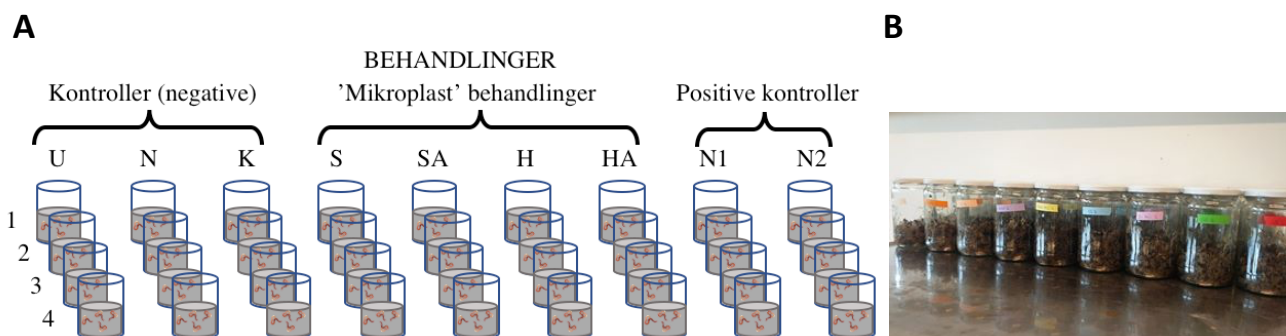 A
B
BEHANDLINGER
Kontroller (negative)
'Mikroplast' behandlinger
Positive kontroller
U N K S SA H HA N1 N2
1
2
3
4